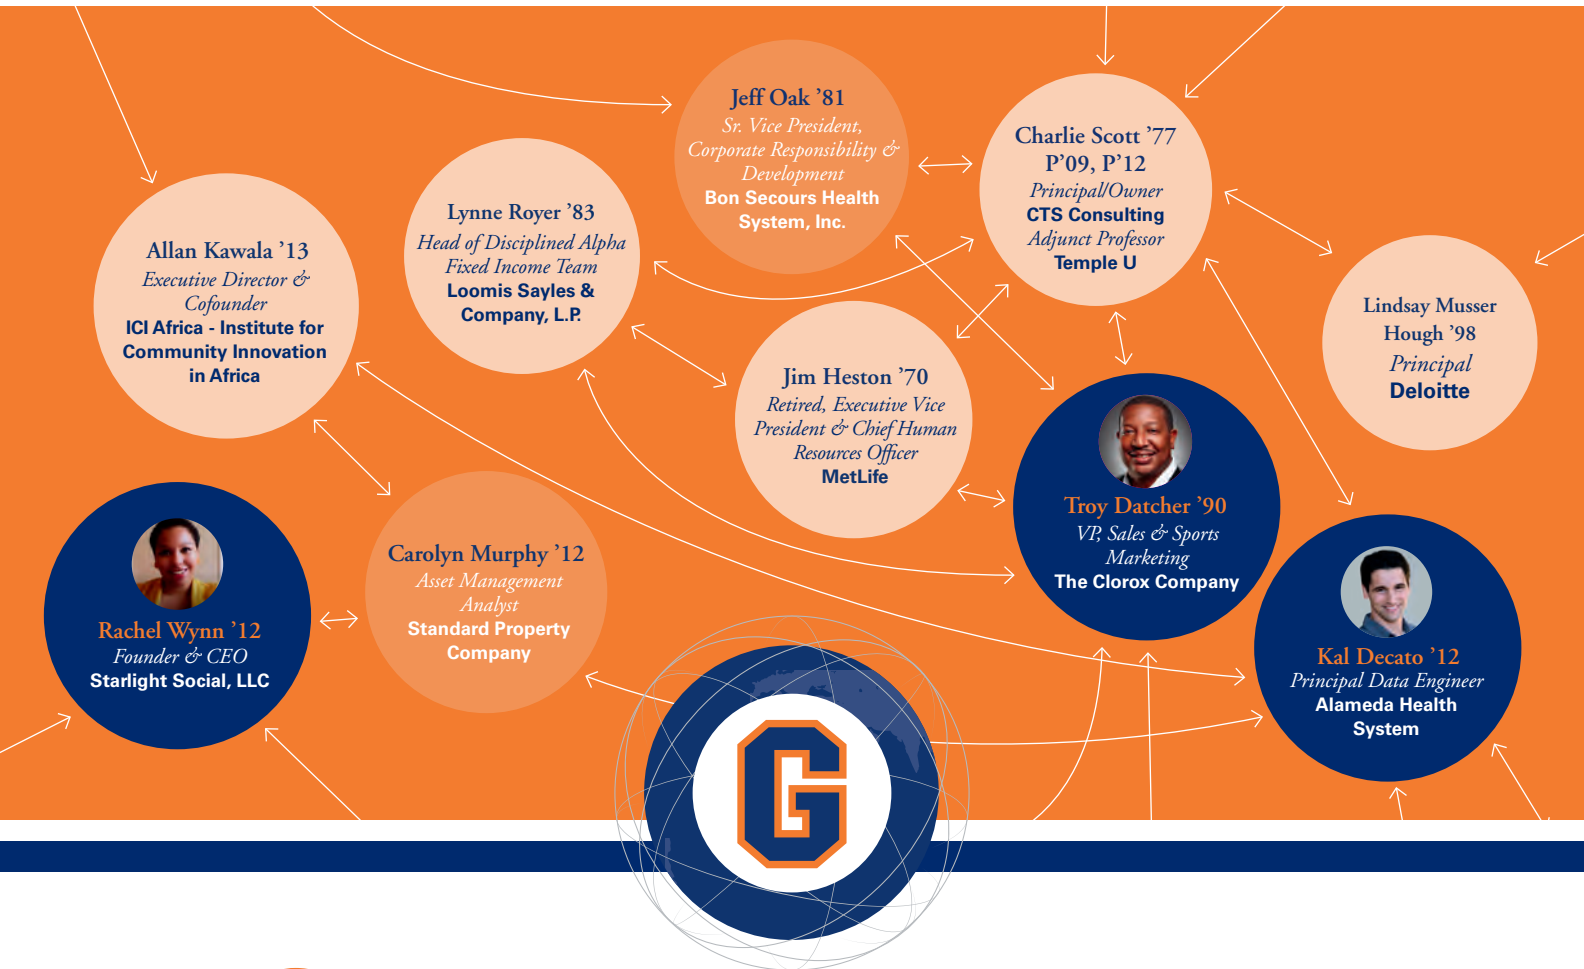 Jeff Oak ’81
Sr. Vice President,
Corporate Responsibility &
Development
Bon Secours Health
System, Inc.
Charlie Scott ’77
P’09, P’12
Principal/Owner
CTS Consulting
Adjunct Professor
Temple U
Lynne Royer ’83
Head of Disciplined Alpha
Fixed Income Team
Loomis Sayles &
Company, L.P.
Allan Kawala ’13
Executive Director &
Cofounder
ICI Africa - Institute for
Community Innovation
in Africa
Lindsay Musser
Hough ’98
Principal
Deloitte
Jim Heston ’70
Retired, Executive Vice
President & Chief Human
Resources Officer
MetLife
Troy Datcher ’90
VP, Sales & Sports
Marketing
The Clorox Company
Carolyn Murphy ’12
Asset Management
Analyst
Standard Property
Company
Rachel Wynn ’12
Founder & CEO
Starlight Social, LLC
Kal Decato ’12
Principal Data Engineer
Alameda Health
System
G